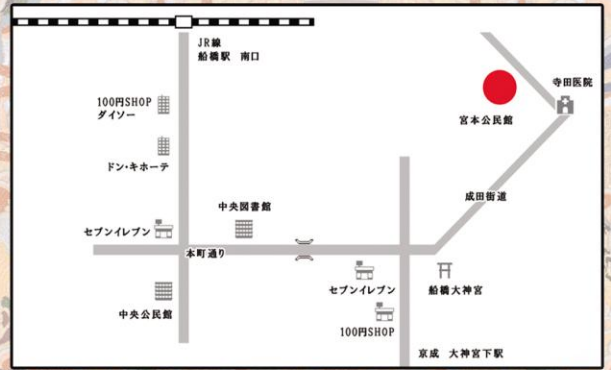 JR線
船橋駅 南口
100円SHOP
ダイソー
ドン・キホーテ
セブンイレブン
中央図書館
本町通り
中央公民館
セブンイレブン
100円SHOP
京成 大神宮下駅
船橋大神宮
成田街道
宮本公民館
寺田医院